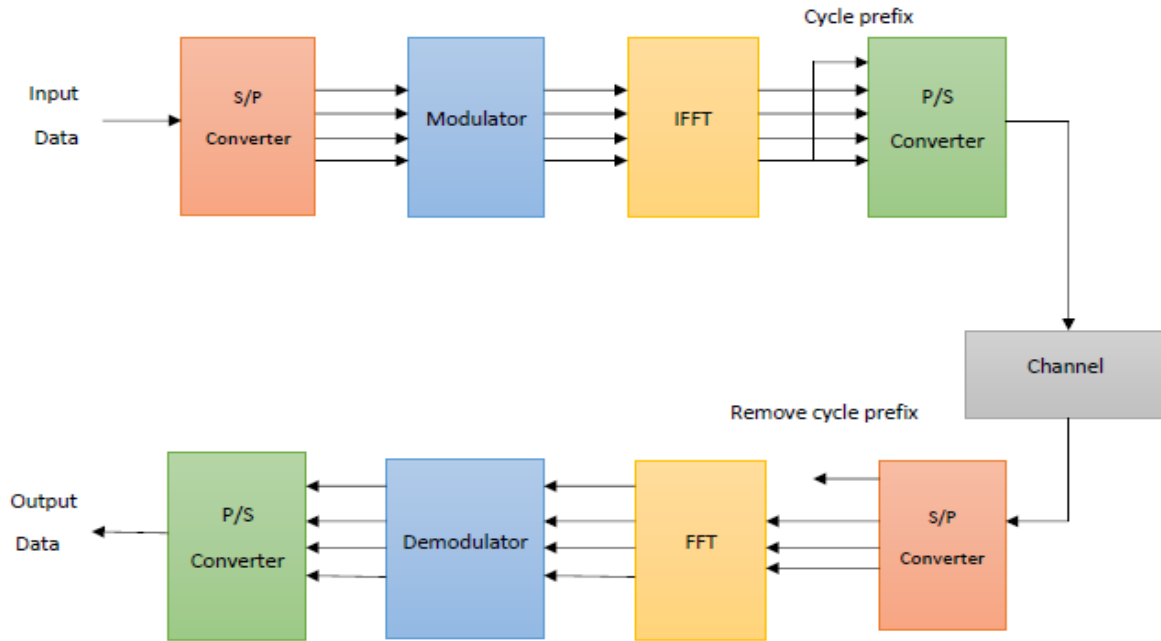 Cycle prefix
Input
Data
S/P
Converter
Modulator
IFFT
P/S
Converter
Channel
Remove cycle prefix
Output
Data
P/S
Converter
Demodulator
FFT
S/P
Converter